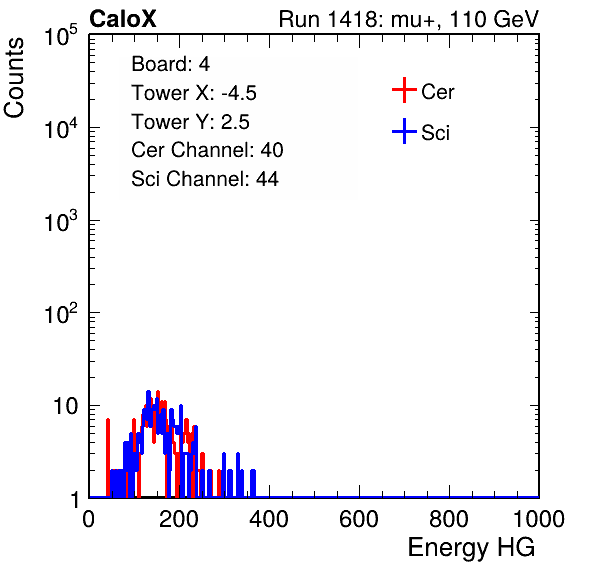 CaloX Run 1418: mu+, 110 GeV
Counts
10^5
10^4
10^3
10^2
10
1
Board: 4
Tower X: -4.5
Tower Y: 2.5
Cer Channel: 40
Sci Channel: 44
Cer
Sci
0 200 400 600 800 1000
Energy HG